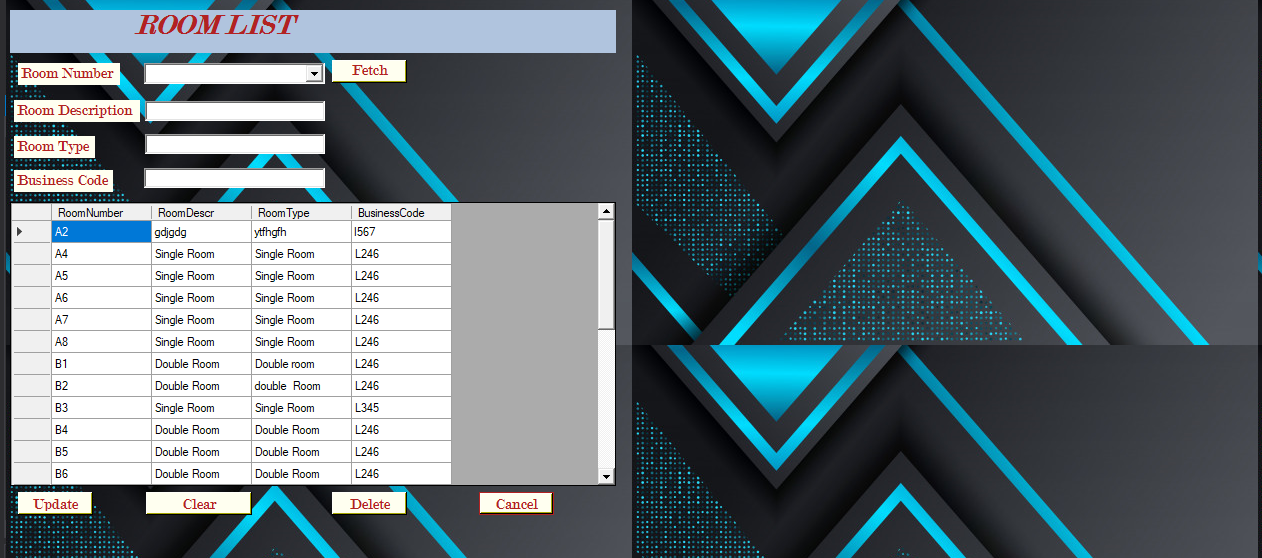 ROOM LIST
Room Number Fetch
Room Description
Room Type
Business Code
RoomNumber RoomDescr RoomType BusinessCode
A2 gdjgdg ytfhgfh l567
A4 Single Room Single Room L246
A5 Single Room Single Room L246
A6 Single Room Single Room L246
A7 Single Room Single Room L246
A8 Single Room Single Room L246
B1 Double Room Double room L246
B2 Double Room double  Room L246
B3 Single Room Single Room L345
B4 Double Room Double Room L246
B5 Double Room Double Room L246
B6 Double Room Double Room L246
Update Clear Delete Cancel